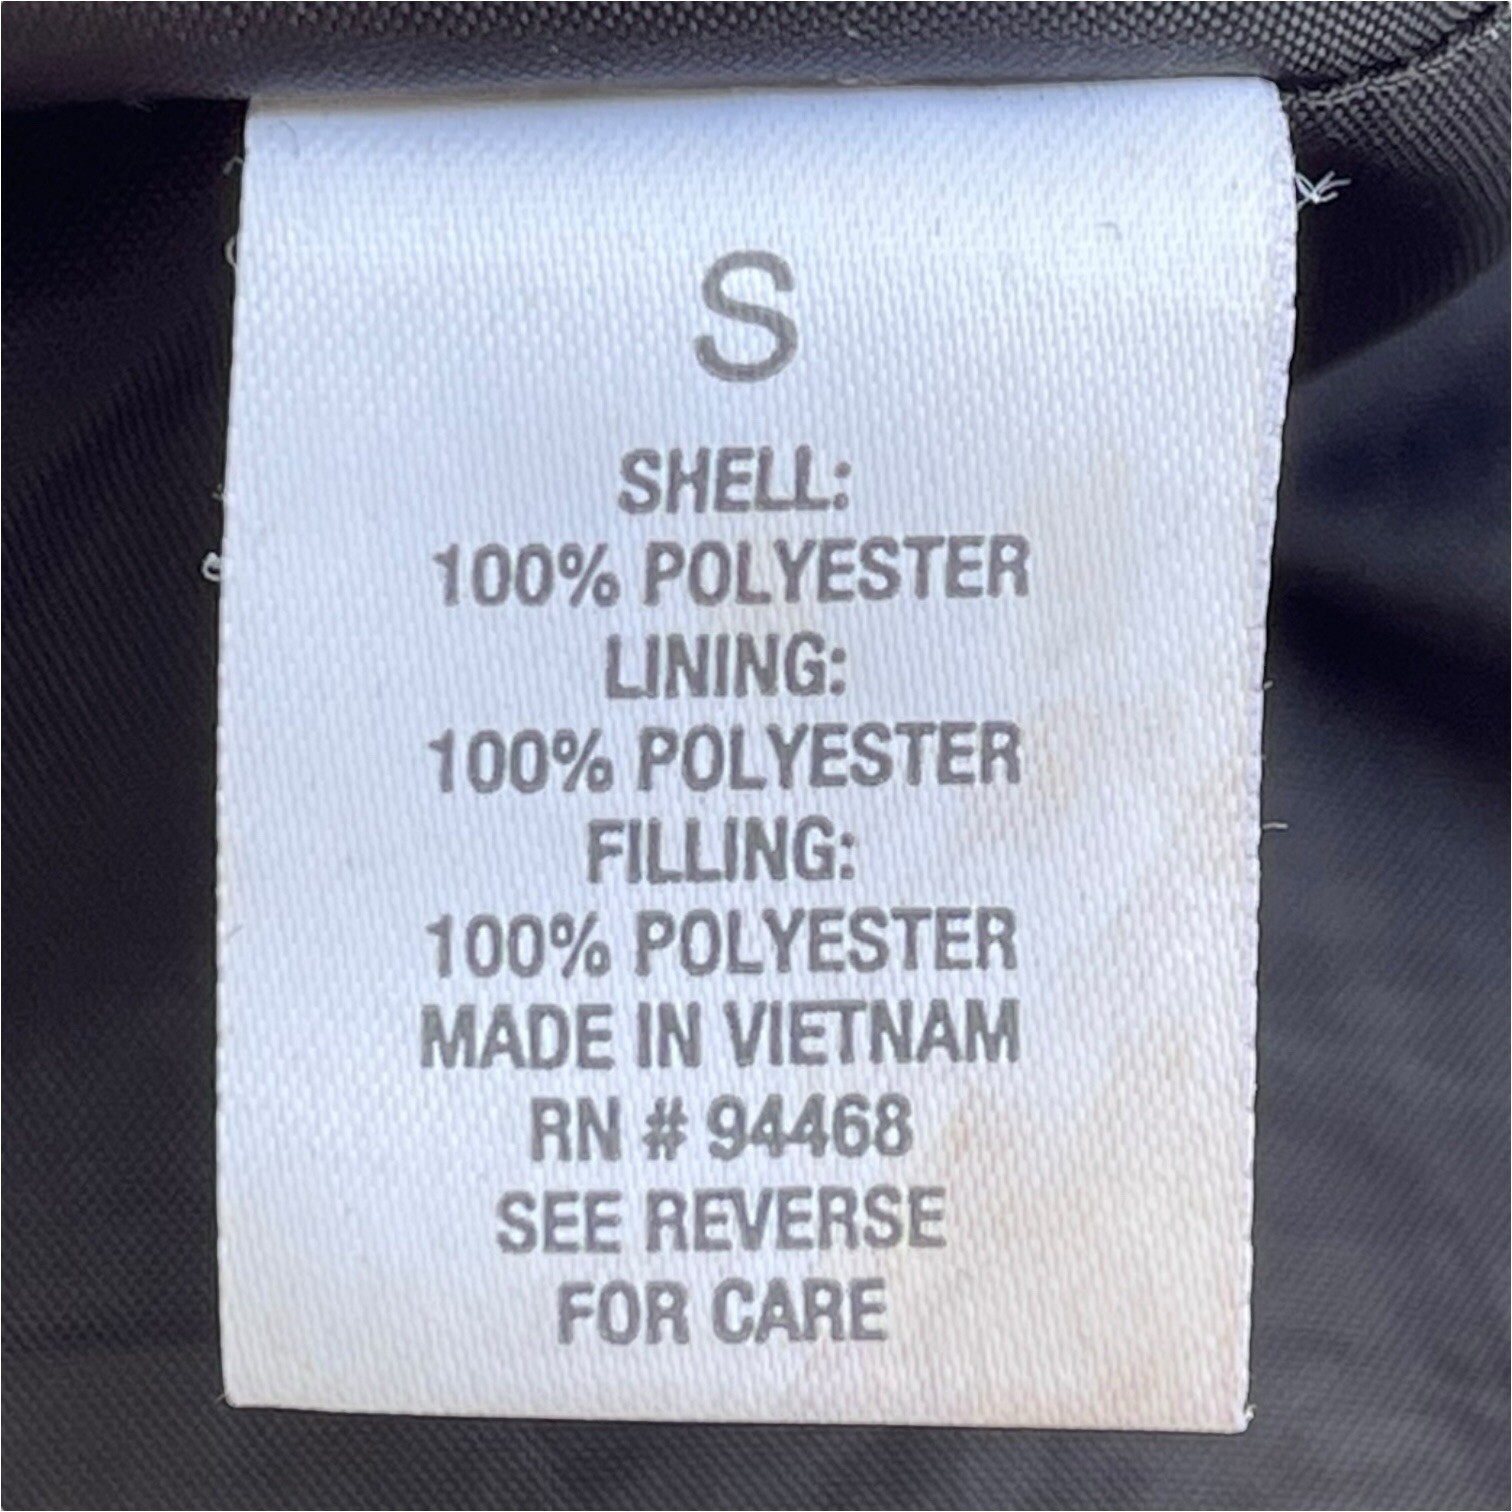 S
SHELL:
100% POLYESTER
LINING:
100% POLYESTER
FILLING:
100% POLYESTER
MADE IN VIETNAM
RN # 94468
SEE REVERSE
FOR CARE